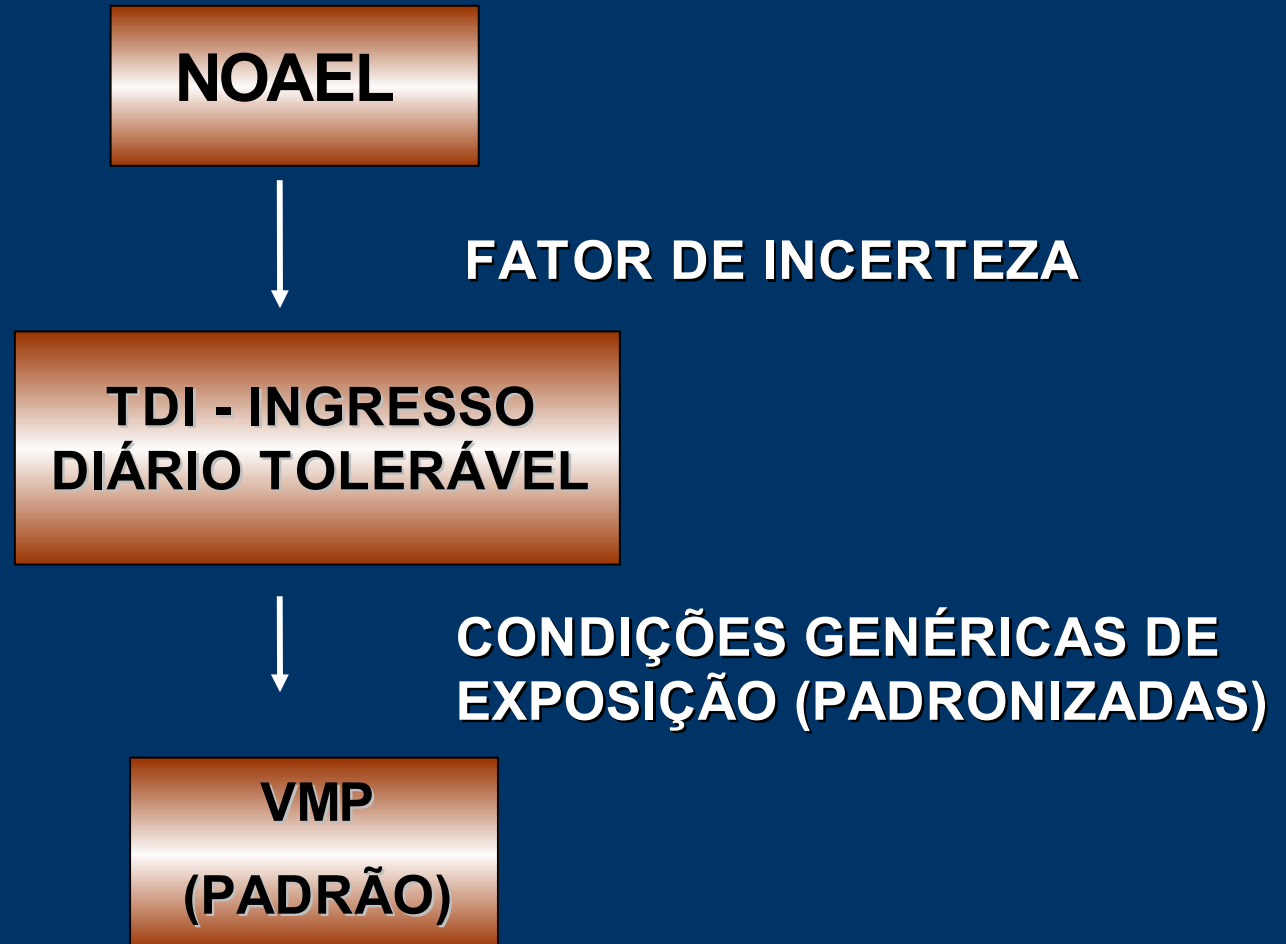 NOAEL
FATOR DE INCERTEZA
TDI - INGRESSO
DIÁRIO TOLERÁVEL
CONDIÇÕES GENÉRICAS DE
EXPOSIÇÃO (PADRONIZADAS)
VMP
(PADRÃO)